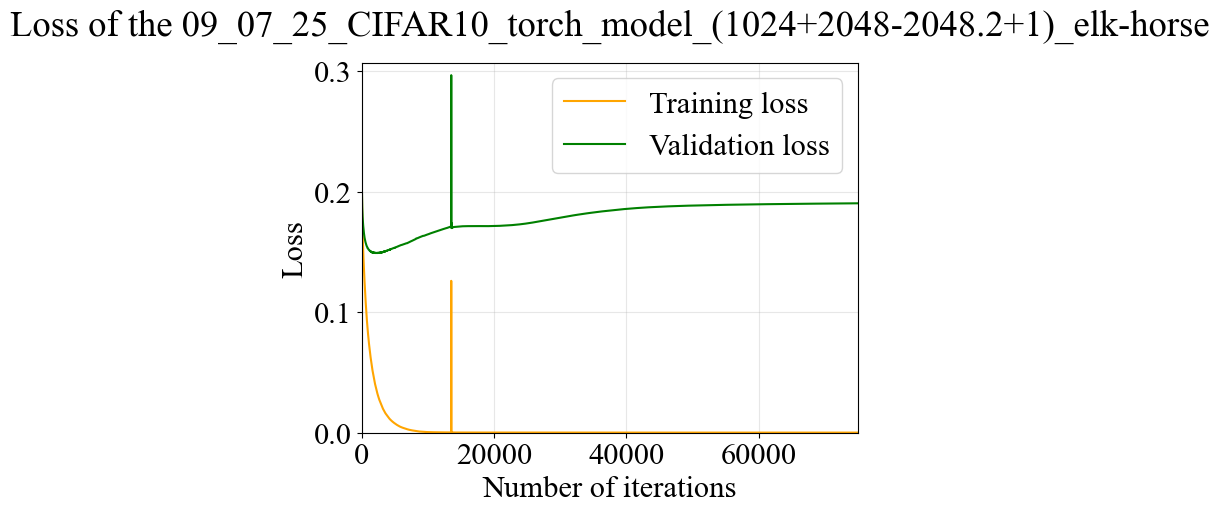 Loss of the 09_07_25_CIFAR10_torch_model_(1024+2048-2048.2+1)_elk-horse
0.3
Training loss
Validation loss
0.2
Loss
0.1
0.0
0 20000 40000 60000
Number of iterations